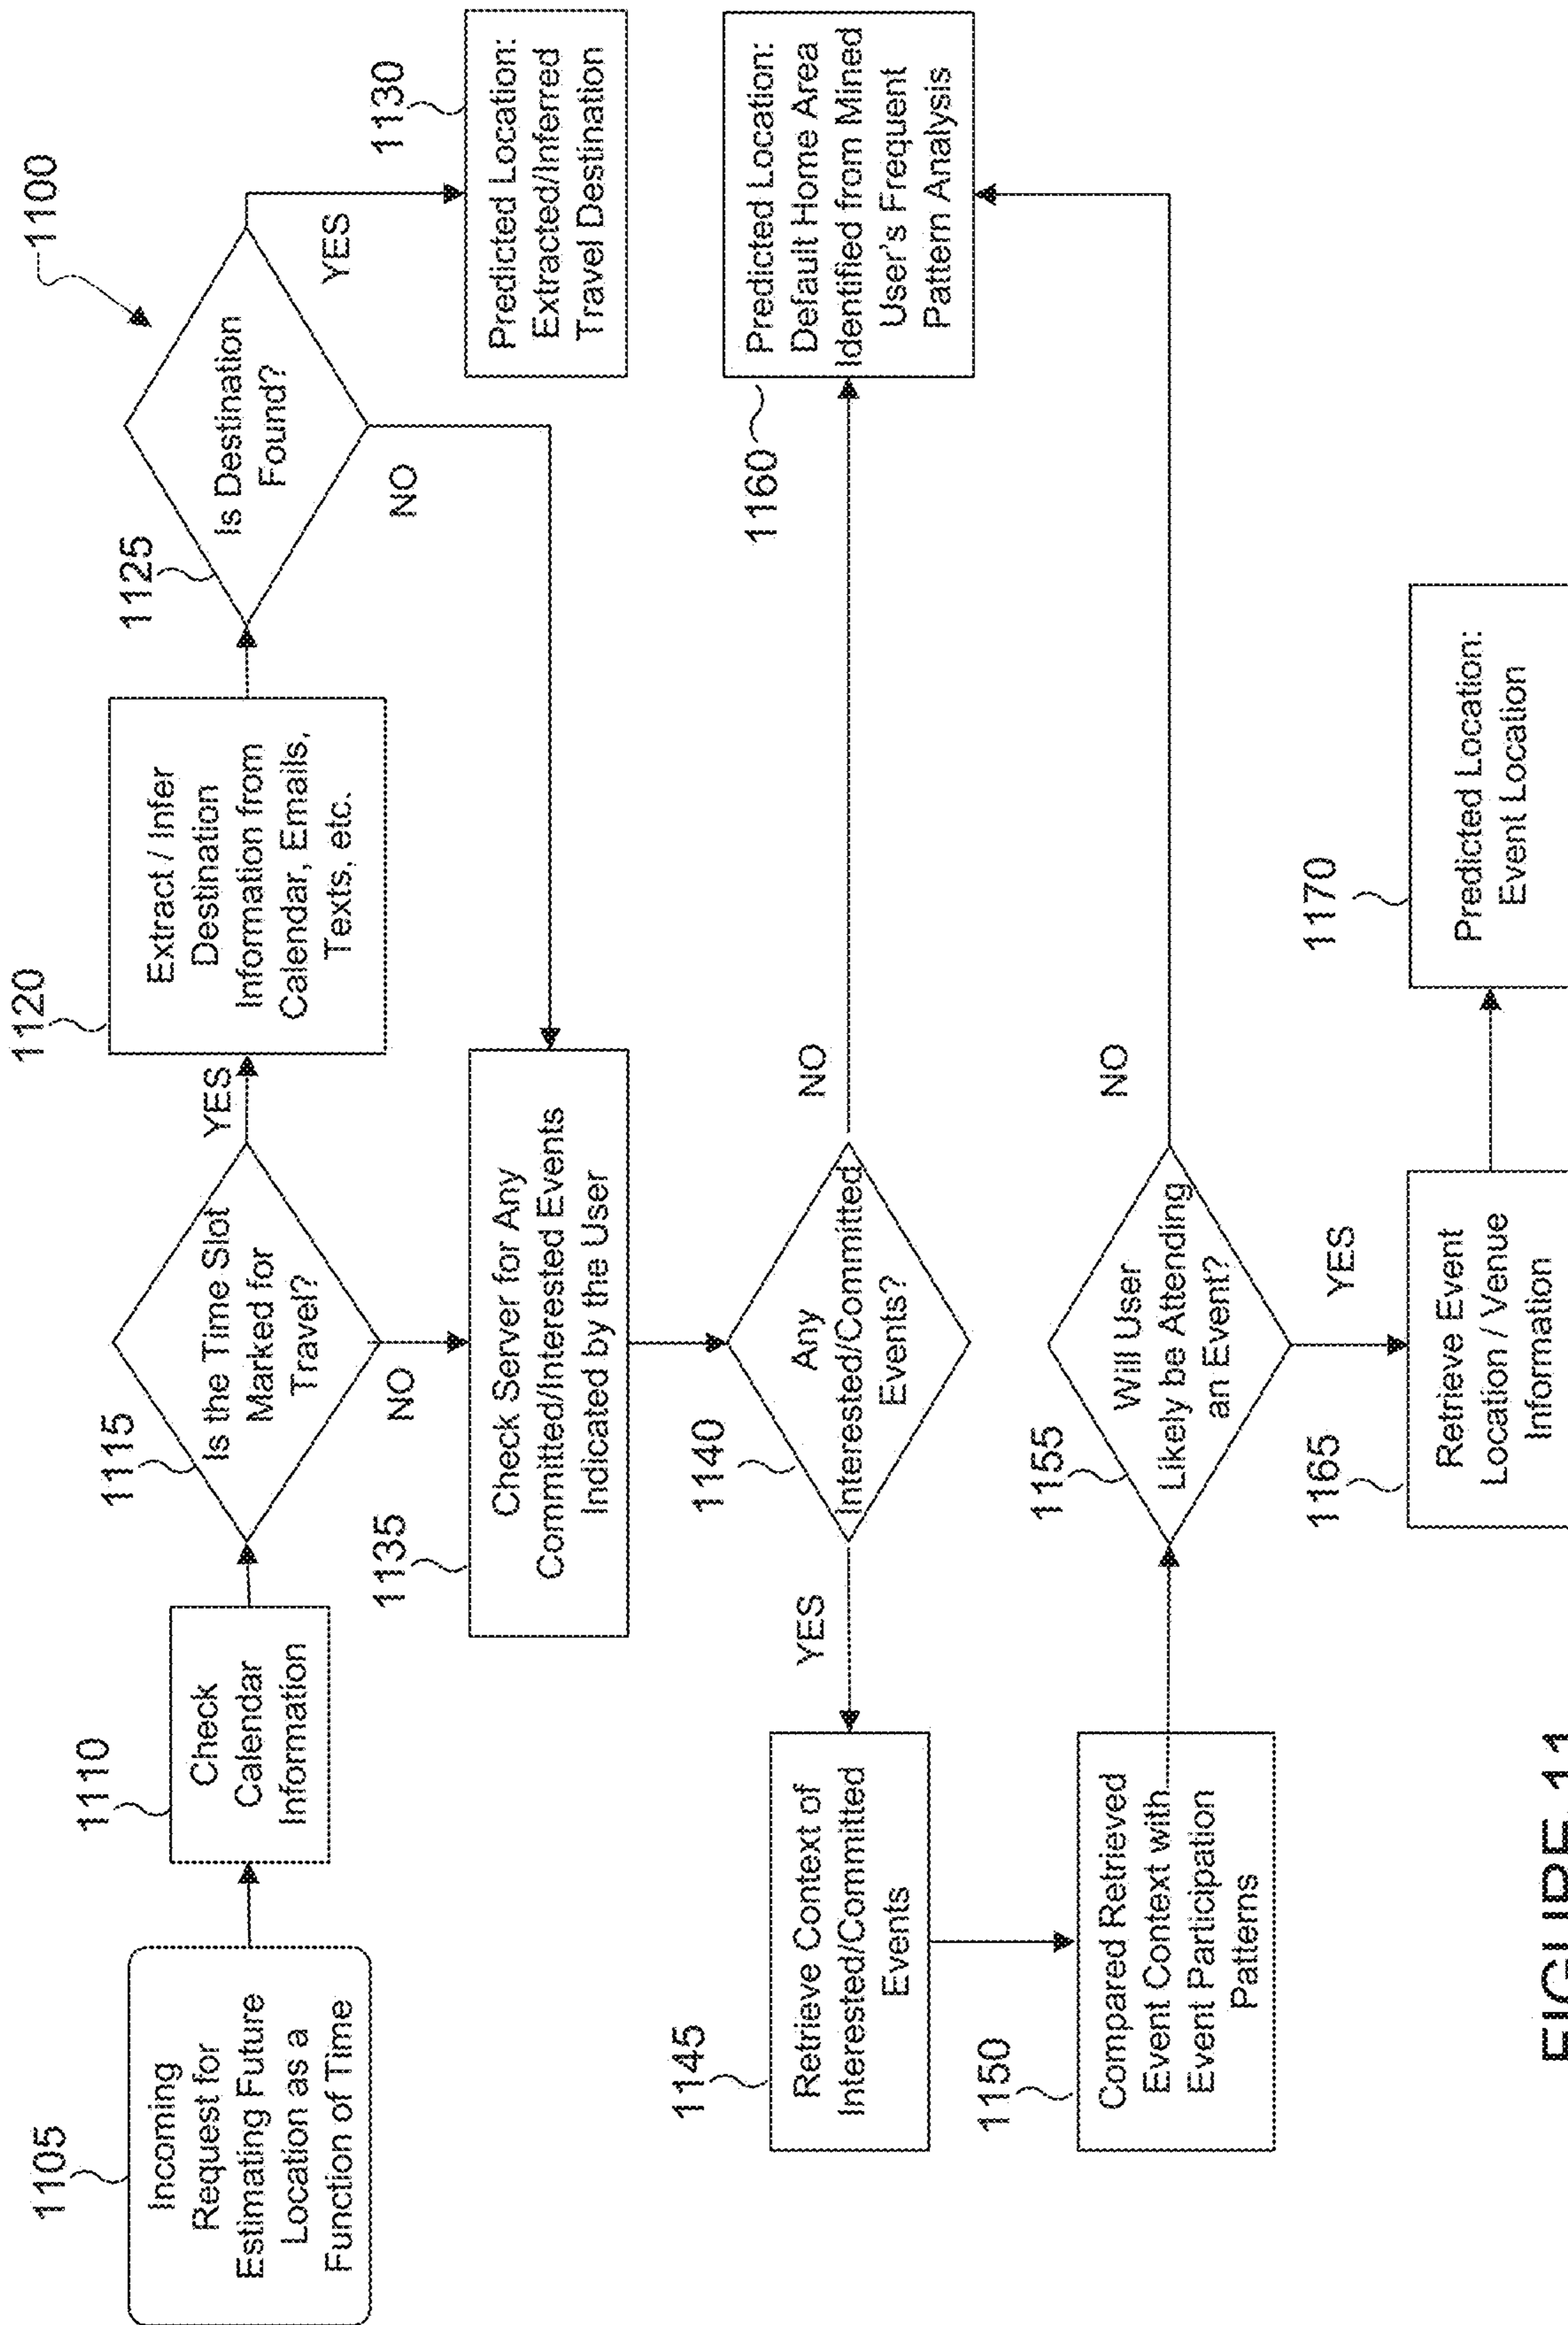 1100
1105
Incoming
Request for
Estimating Future
Location as a
Function of Time
1110
Check
Calendar
Information
1115
Is the Time Slot
Marked for
Travel?
YES
NO
1120
Extract / Infer
Destination
Information from
Calendar, Emails,
Texts, etc.
1125
Is Destination
Found?
YES
NO
1130
Predicted Location:
Extracted/Inferred
Travel Destination
1135
Check Server for Any
Committed/Interested Events
Indicated by the User
1140
Any
Interested/Committed
Events?
YES
NO
1145
Retrieve Context of
Interested/Committed
Events
1150
Compared Retrieved
Event Context with
Event Participation
Patterns
1155
Will User
Likely be Attending
an Event?
NO
YES
1160
Predicted Location:
Default Home Area
Identified from Mined
User's Frequent
Pattern Analysis
1165
Retrieve Event
Location / Venue
Information
1170
Predicted Location:
Event Location
FIGURE 11